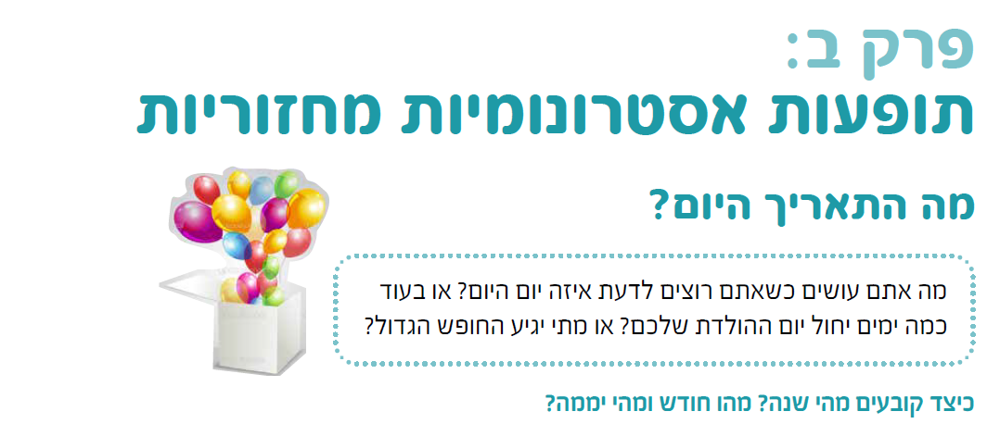 פרק ב:
תופעות אסטרונומיות מחזוריות
מה התאריך היום?
מה אתם עושים כשאתם רוצים לדעת איזה יום היום? או בעוד
כמה ימים יחול יום ההולדת שלכם? או מתי יגיע החופש הגדול?
כיצד קובעים מהי שנה? מהו חודש ומהי יממה?